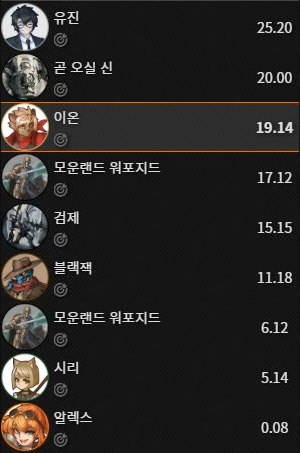 유진
25.20
곧 오실 신
20.00
이온
19.14
모운랜드 워포지드
17.12
검제
15.15
블랙잭
11.18
모운랜드 워포지드
6.12
시리
5.14
알렉스
0.08